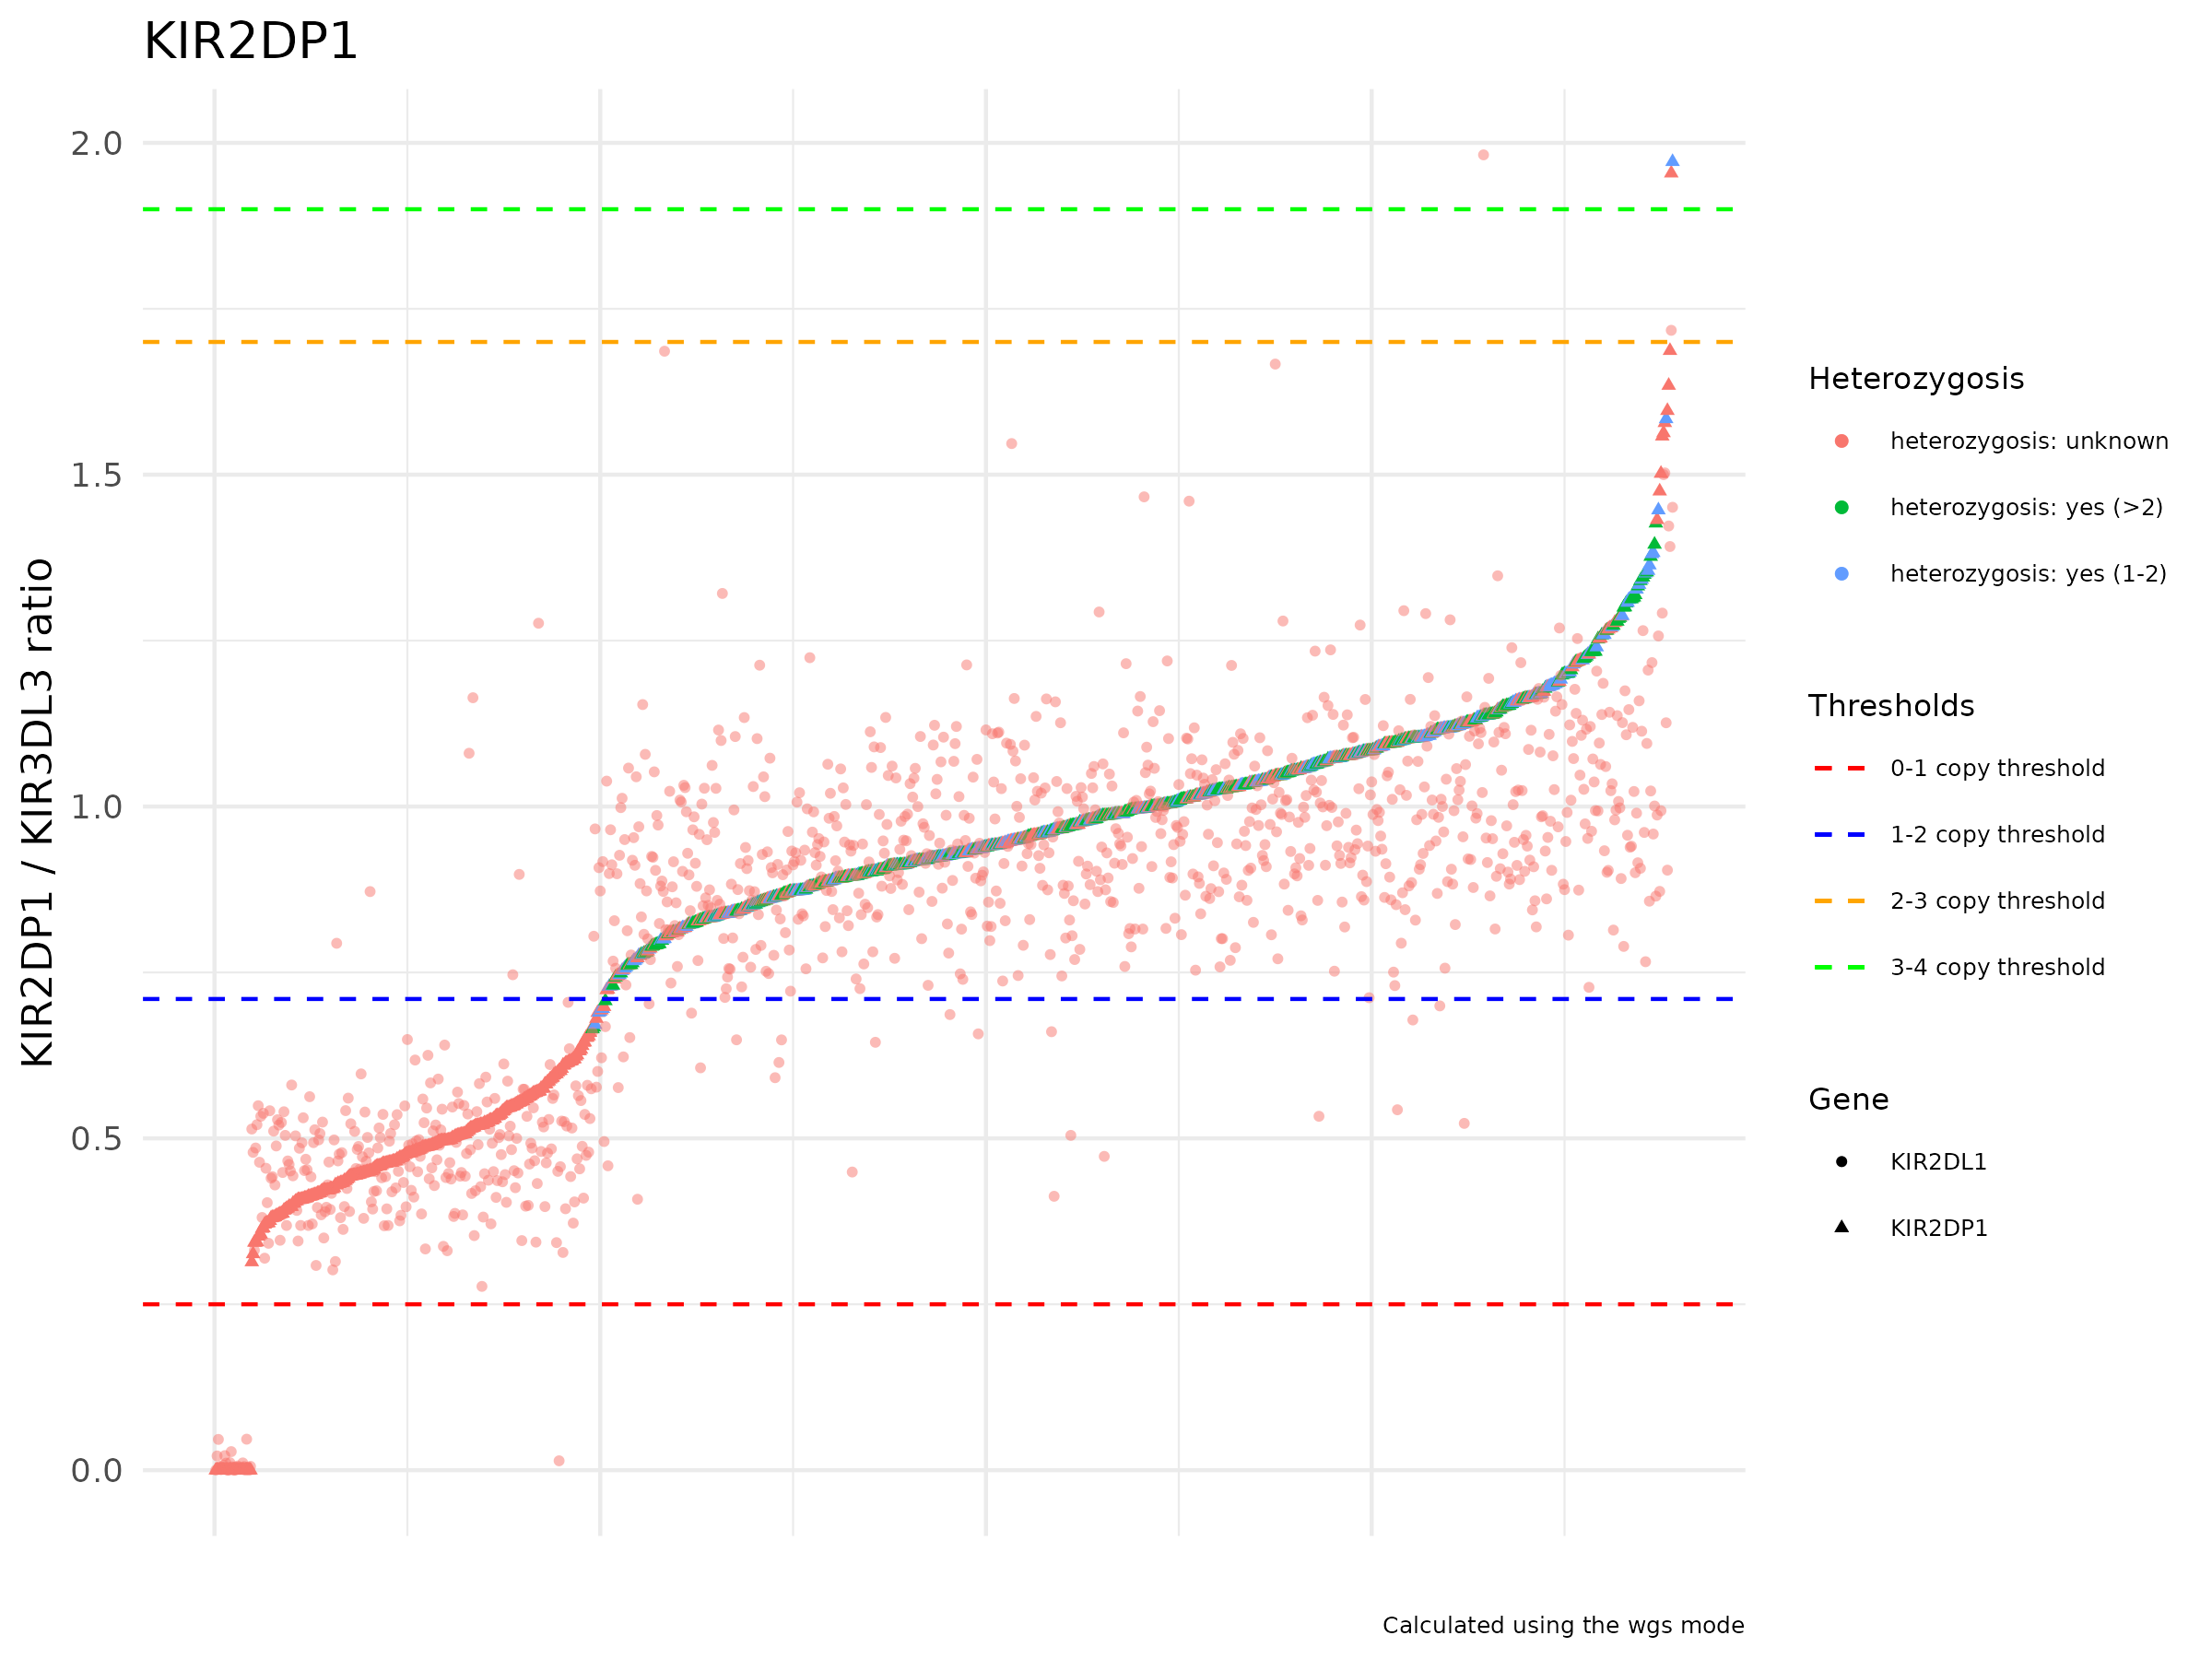 KIR2DP1
2.0
1.5
1.0
0.5
0.0
KIR2DP1 / KIR3DL3 ratio
Heterozygosis
heterozygosis: unknown
heterozygosis: yes (>2)
heterozygosis: yes (1-2)
Thresholds
0-1 copy threshold
1-2 copy threshold
2-3 copy threshold
3-4 copy threshold
Gene
KIR2DL1
KIR2DP1
Calculated using the wgs mode